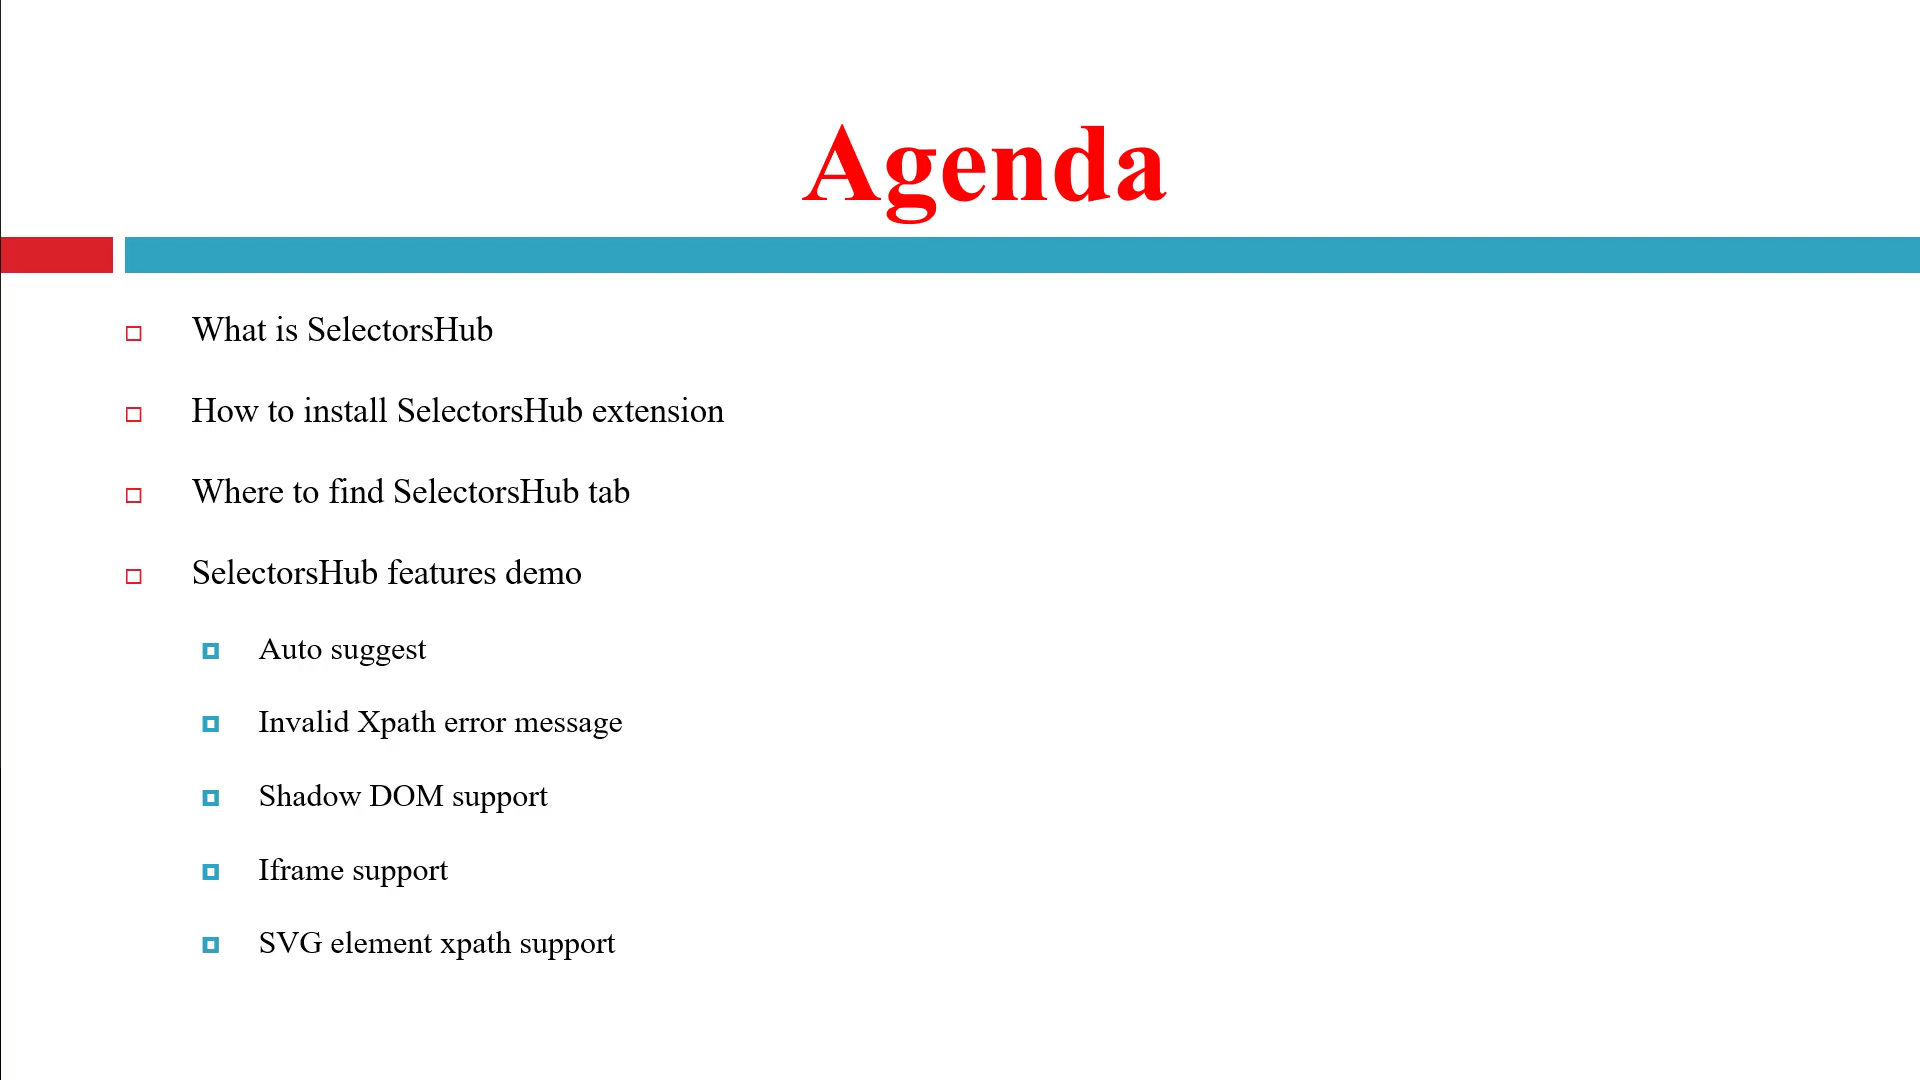 Agenda
What is SelectorsHub
How to install SelectorsHub extension
Where to find SelectorsHub tab
SelectorsHub features demo
Auto suggest
Invalid Xpath error message
Shadow DOM support
Iframe support
SVG element xpath support